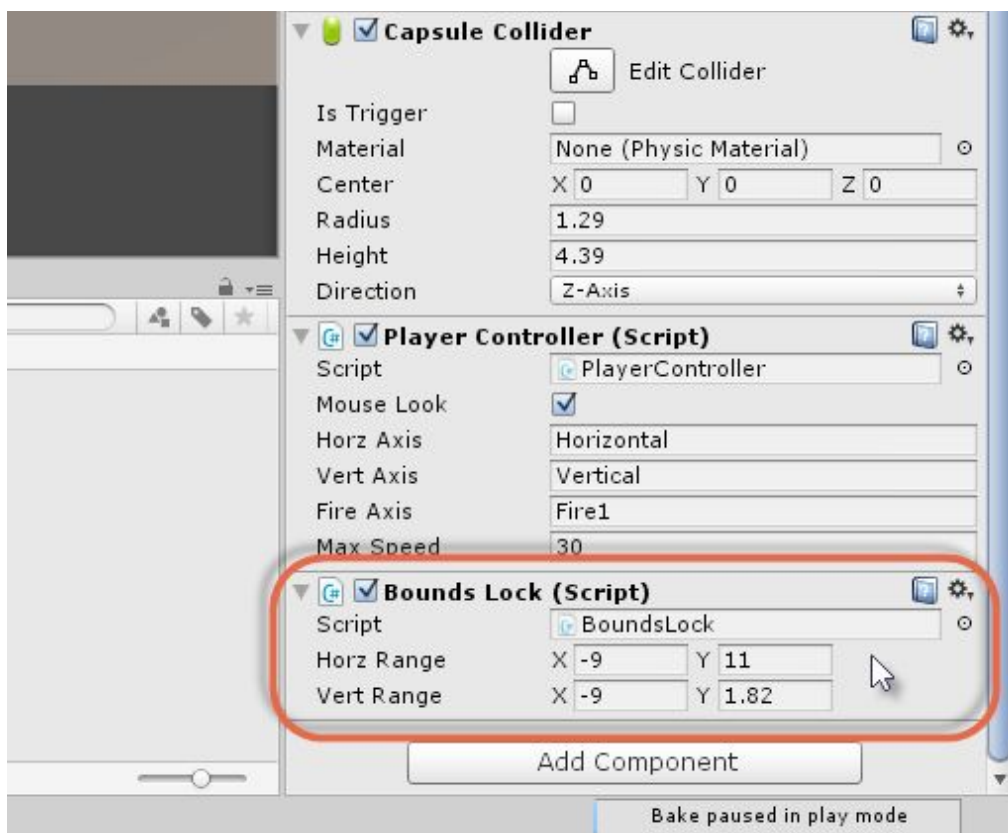 Capsule Collider
Edit Collider
Is Trigger
Material None (Physic Material)
Center X 0 Y 0 Z 0
Radius 1.29
Height 4.39
Direction Z-Axis
Player Controller (Script)
Script PlayerController
Mouse Look
Horz Axis Horizontal
Vert Axis Vertical
Fire Axis Fire1
Max Speed 30
Bounds Lock (Script)
Script BoundsLock
Horz Range X -9 Y 11
Vert Range X -9 Y 1.82
Add Component
Bake paused in play mode